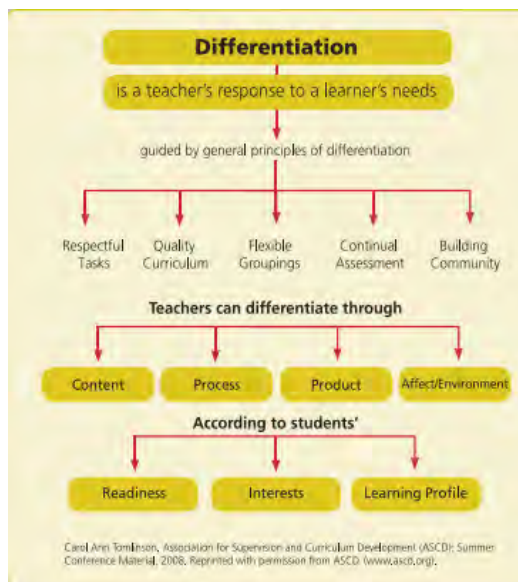 Differentiation
is a teacher's response to a learner's needs
guided by general principles of differentiation
Respectful Tasks
Quality Curriculum
Flexible Groupings
Continual Assessment
Building Community
Teachers can differentiate through
Content
Process
Product
Affect/Environment
According to students'
Readiness
Interests
Learning Profile
Carol Ann Tomlinson, Association for Supervision and Curriculum Development (ASCD): Summer
Conference Material, 2008. Reprinted with permission from ASCD (www.ascd.org).